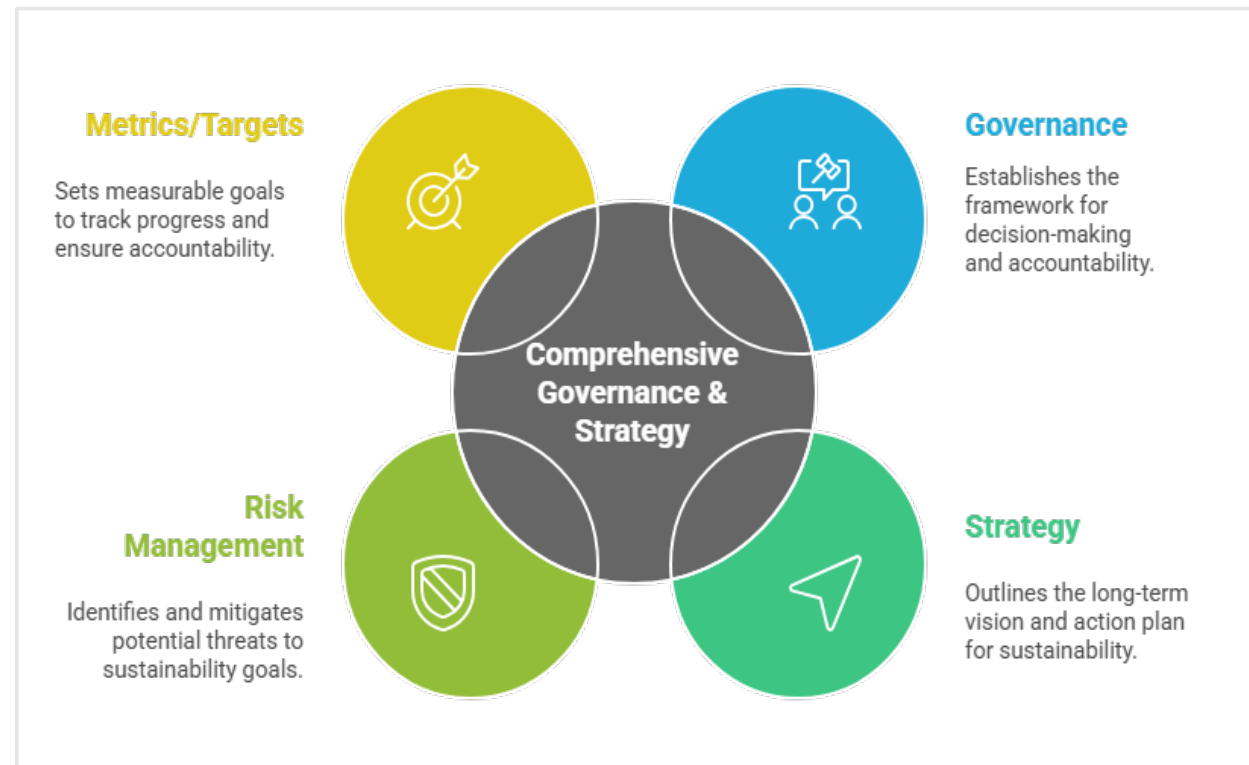 Metrics/Targets
Sets measurable goals
to track progress and
ensure accountability.
Governance
Establishes the
framework for
decision-making
and accountability.
Comprehensive
Governance &
Strategy
Risk
Management
Identifies and mitigates
potential threats to
sustainability goals.
Strategy
Outlines the long-term
vision and action plan
for sustainability.